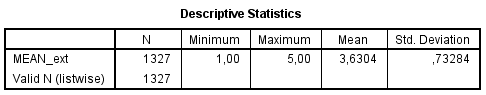 Descriptive Statistics
N Minimum Maximum Mean Std. Deviation
MEAN_ext 1327 1,00 5,00 3,6304 ,73284
Valid N (listwise) 1327